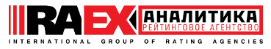 RAEX АНАЛИТИКА
РЕЙТИНГОВОЕ АГЕНТСТВО
INTERNATIONAL GROUP OF RATING AGENCIES